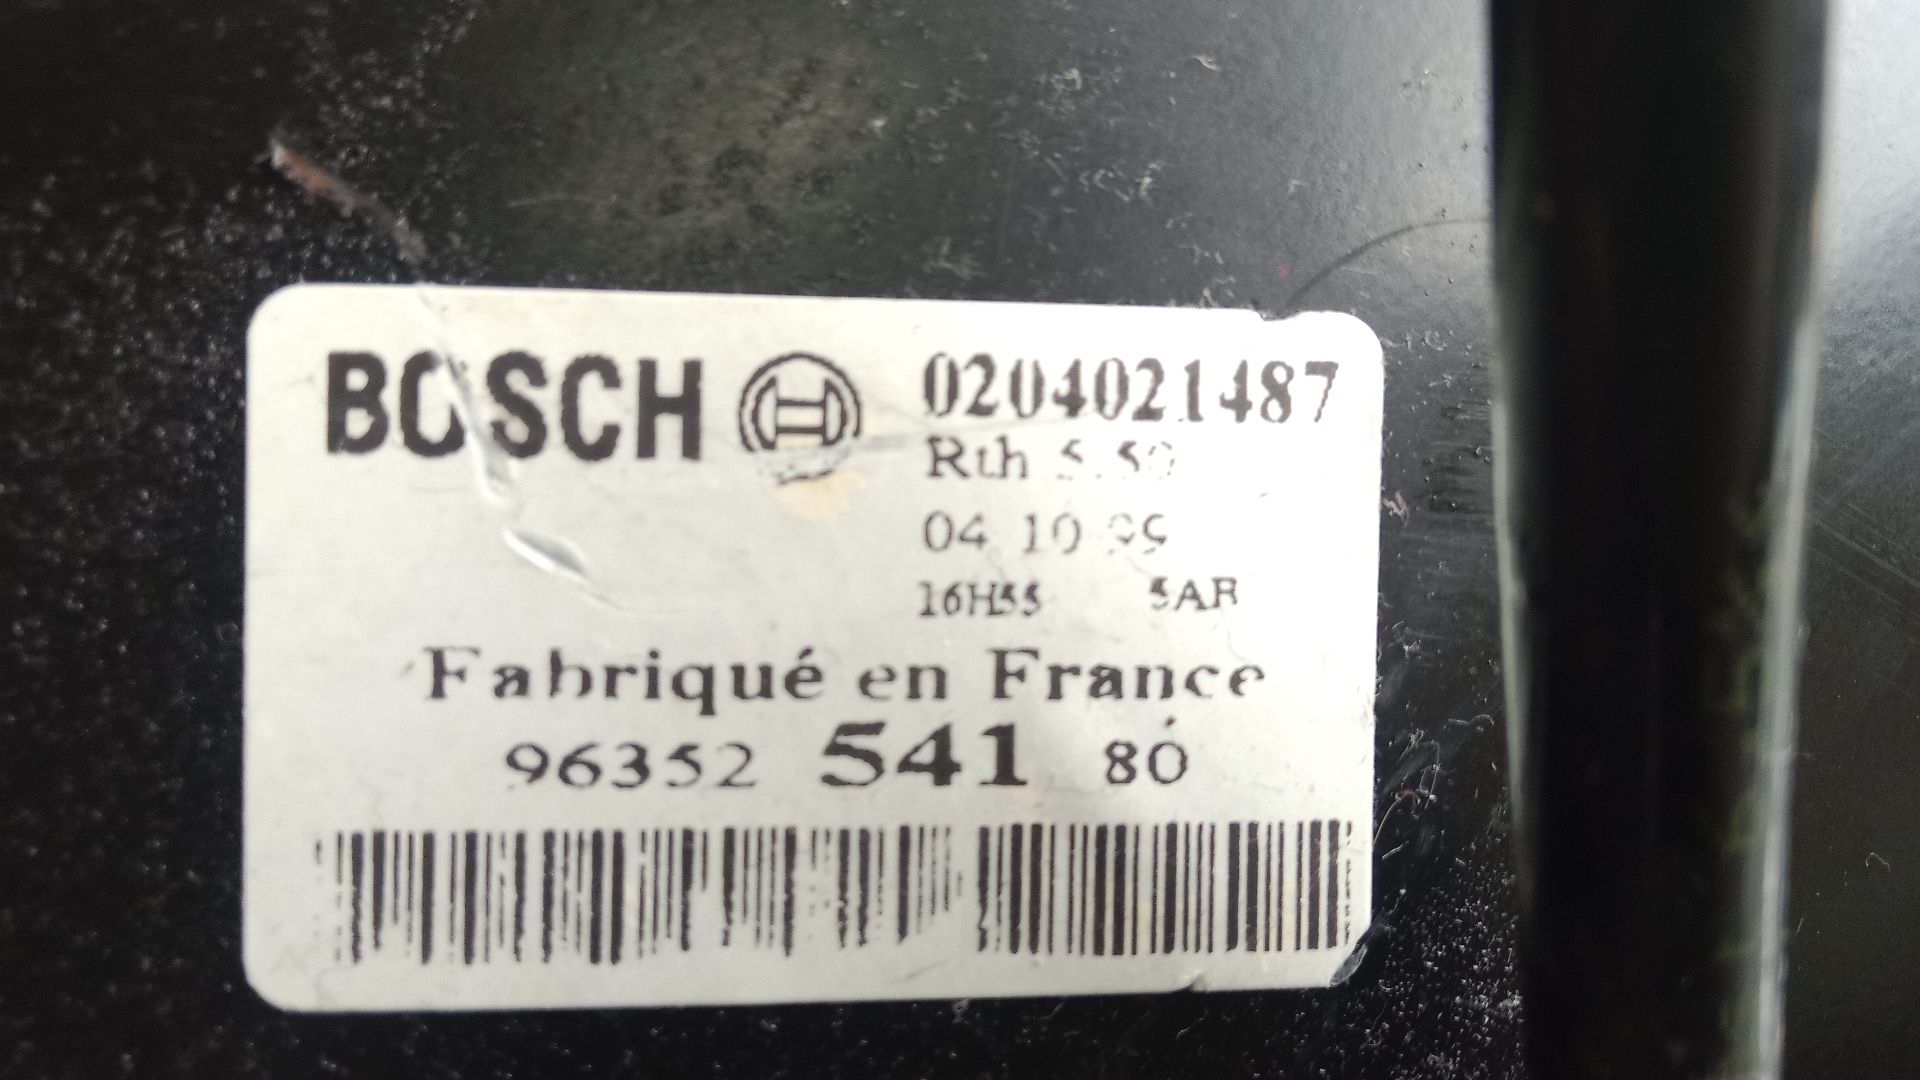 BOSCH 0204021487
Rth 5.50
04 10 99
16H55 5AR
Fabriqué en France
96352 541 80